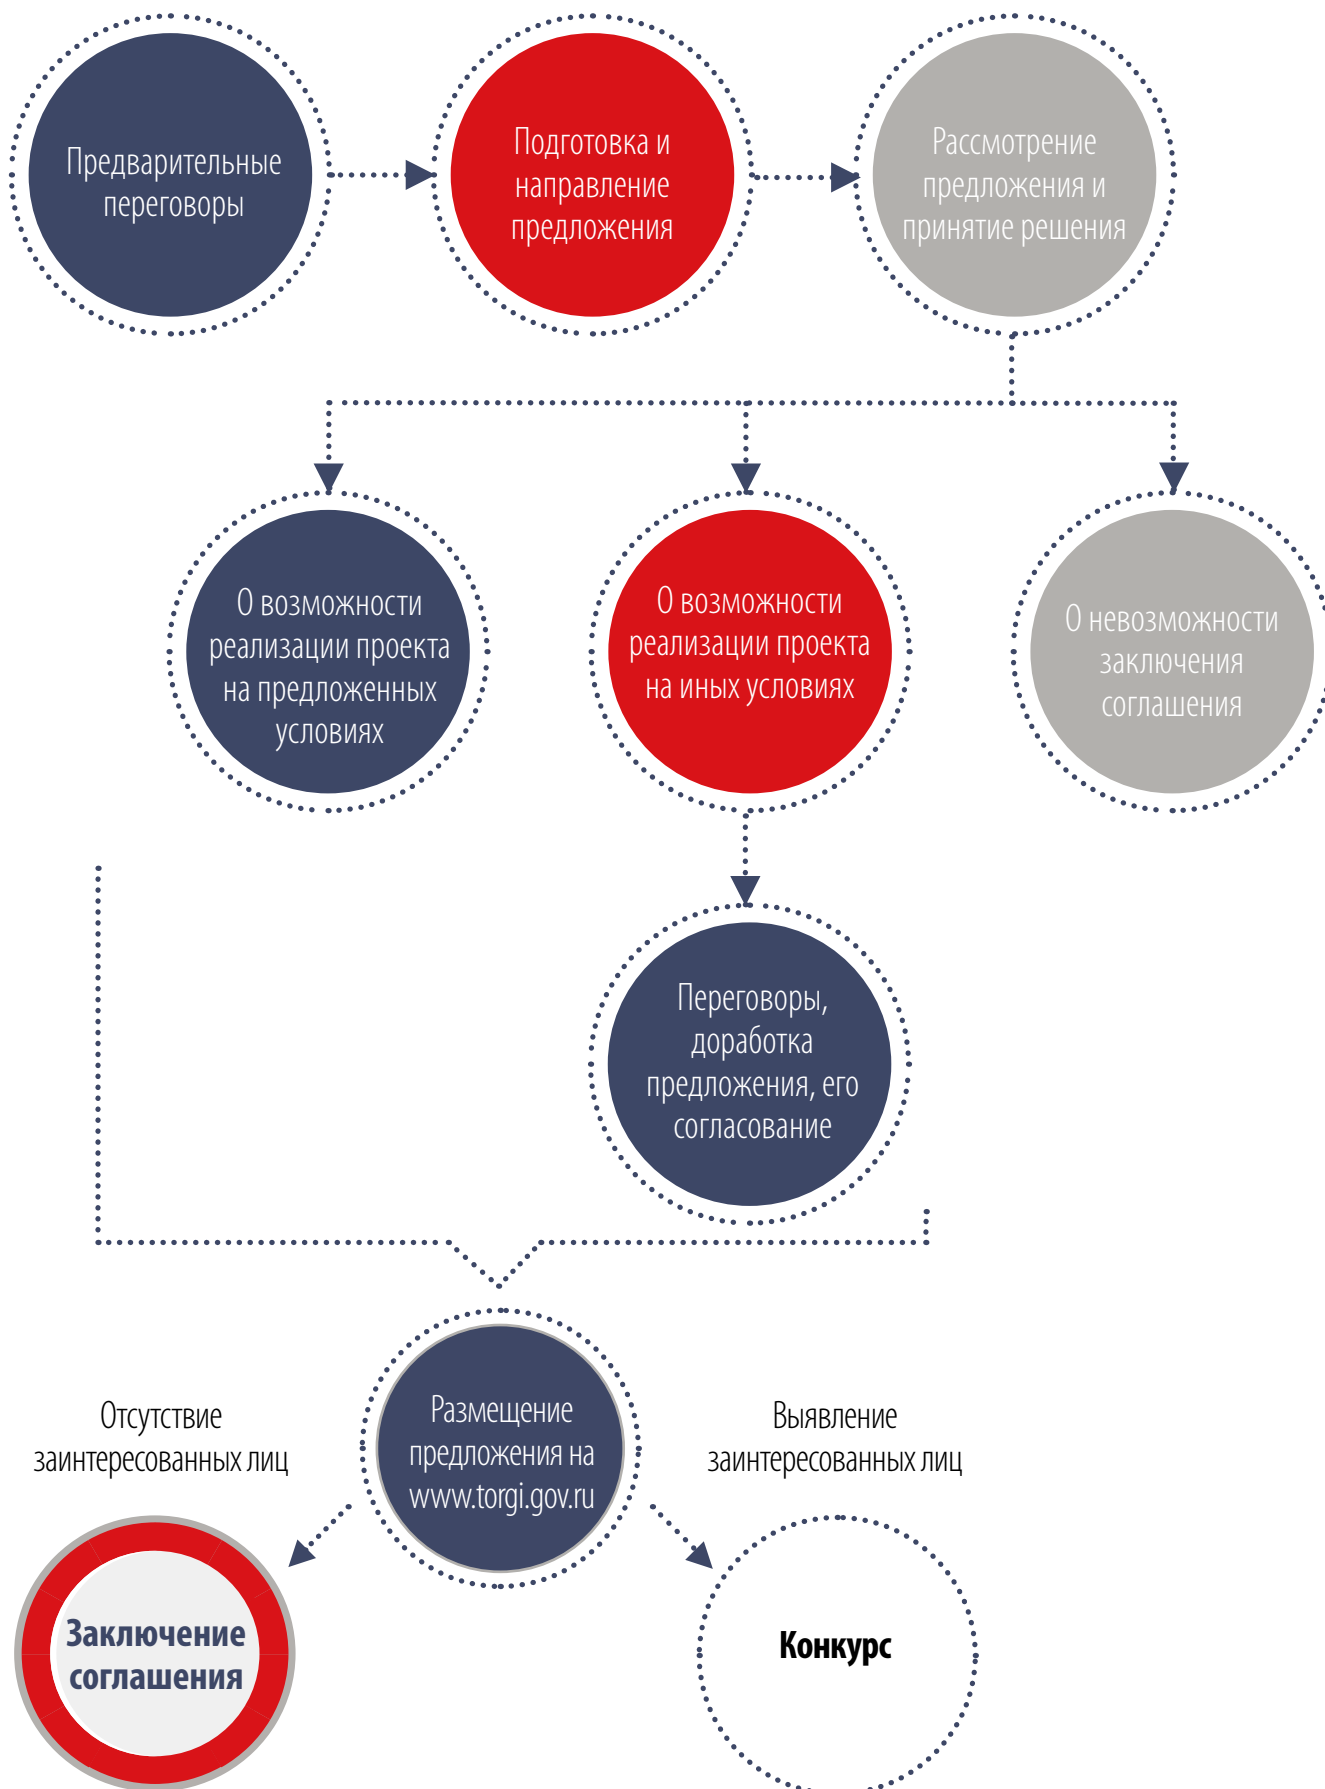 Предварительные
переговоры
Подготовка и
направление
предложения
Рассмотрение
предложения и
принятие решения
О возможности
реализации проекта
на предложенных
условиях
О возможности
реализации проекта
на иных условиях
О невозможности
заключения
соглашения
Переговоры,
доработка
предложения, его
согласование
Отсутствие
заинтересованных лиц
Размещение
предложения на
www.torgi.gov.ru
Выявление
заинтересованных лиц
Заключение
соглашения
Конкурс